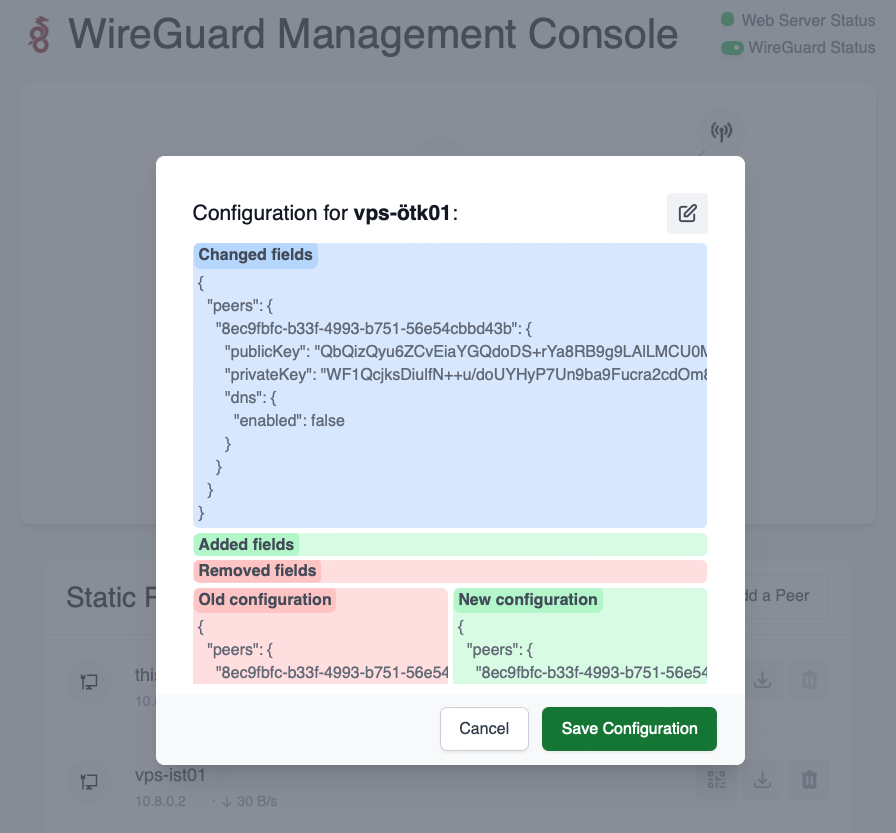 WireGuard Management Console
Web Server Status
WireGuard Status
Configuration for vps-ötk01:
Changed fields
{
"peers": {
"8ec9fbfc-b33f-4993-b751-56e54cbbd43b": {
"publicKey": "QbQizQyu6ZCvEiaYGQdoDS+rYa8RB9g9LAlLMCU0M
"privateKey": "WF1QcjksDiulfN++u/doUYHyP7Un9ba9Fucra2cdOm8
"dns": {
"enabled": false
}
}
}
}
Added fields
Removed fields
Old configuration
{
"peers": {
"8ec9fbfc-b33f-4993-b751-56e54
New configuration
{
"peers": {
"8ec9fbfc-b33f-4993-b751-56e54
Static P
dd a Peer
this
10.8
Cancel
Save Configuration
vps-ist01
10.8.0.2 · ↓ 30 B/s